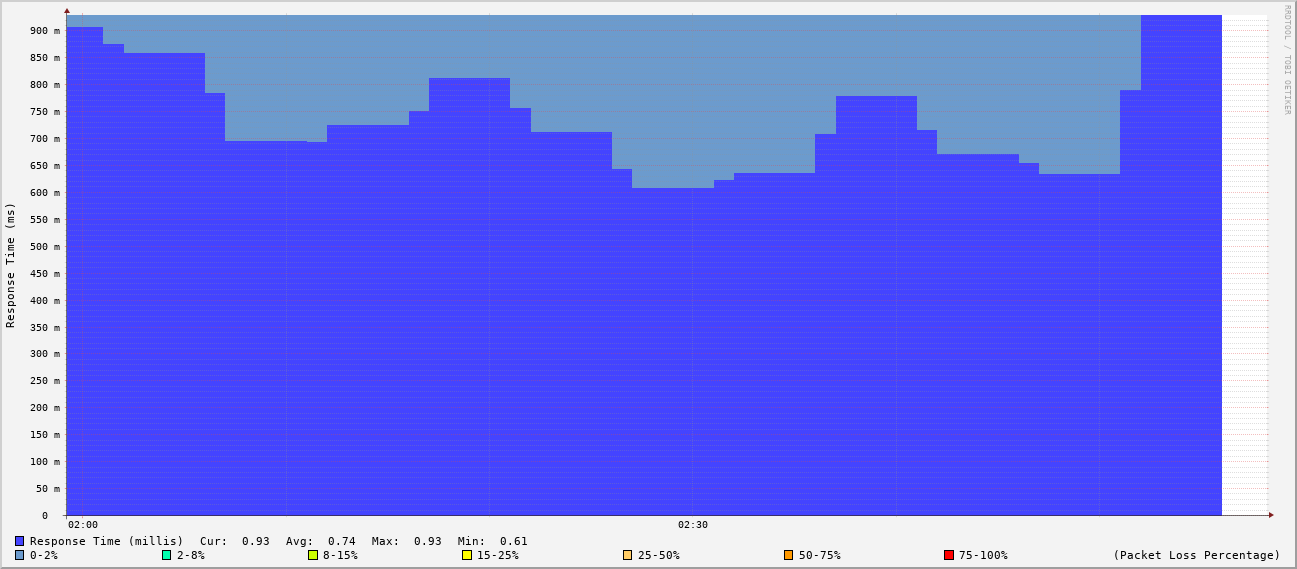 RRDTOOL / TOBI OETIKER
Response Time (ms)
900 m
850 m
800 m
750 m
700 m
650 m
600 m
550 m
500 m
450 m
400 m
350 m
300 m
250 m
200 m
150 m
100 m
50 m
0
02:00 02:30
Response Time (millis) Cur: 0.93 Avg: 0.74 Max: 0.93 Min: 0.61
0-2% 2-8% 8-15% 15-25% 25-50% 50-75% 75-100% (Packet Loss Percentage)